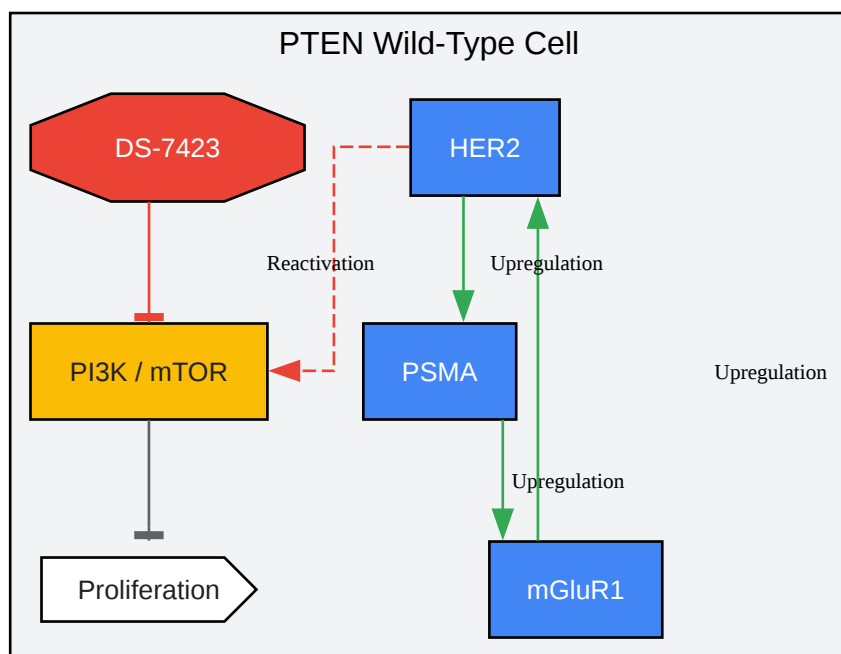 PTEN Wild-Type Cell
DS-7423
HER2
Reactivation
Upregulation
PI3K / mTOR
PSMA
Upregulation
Upregulation
Proliferation
mGluR1